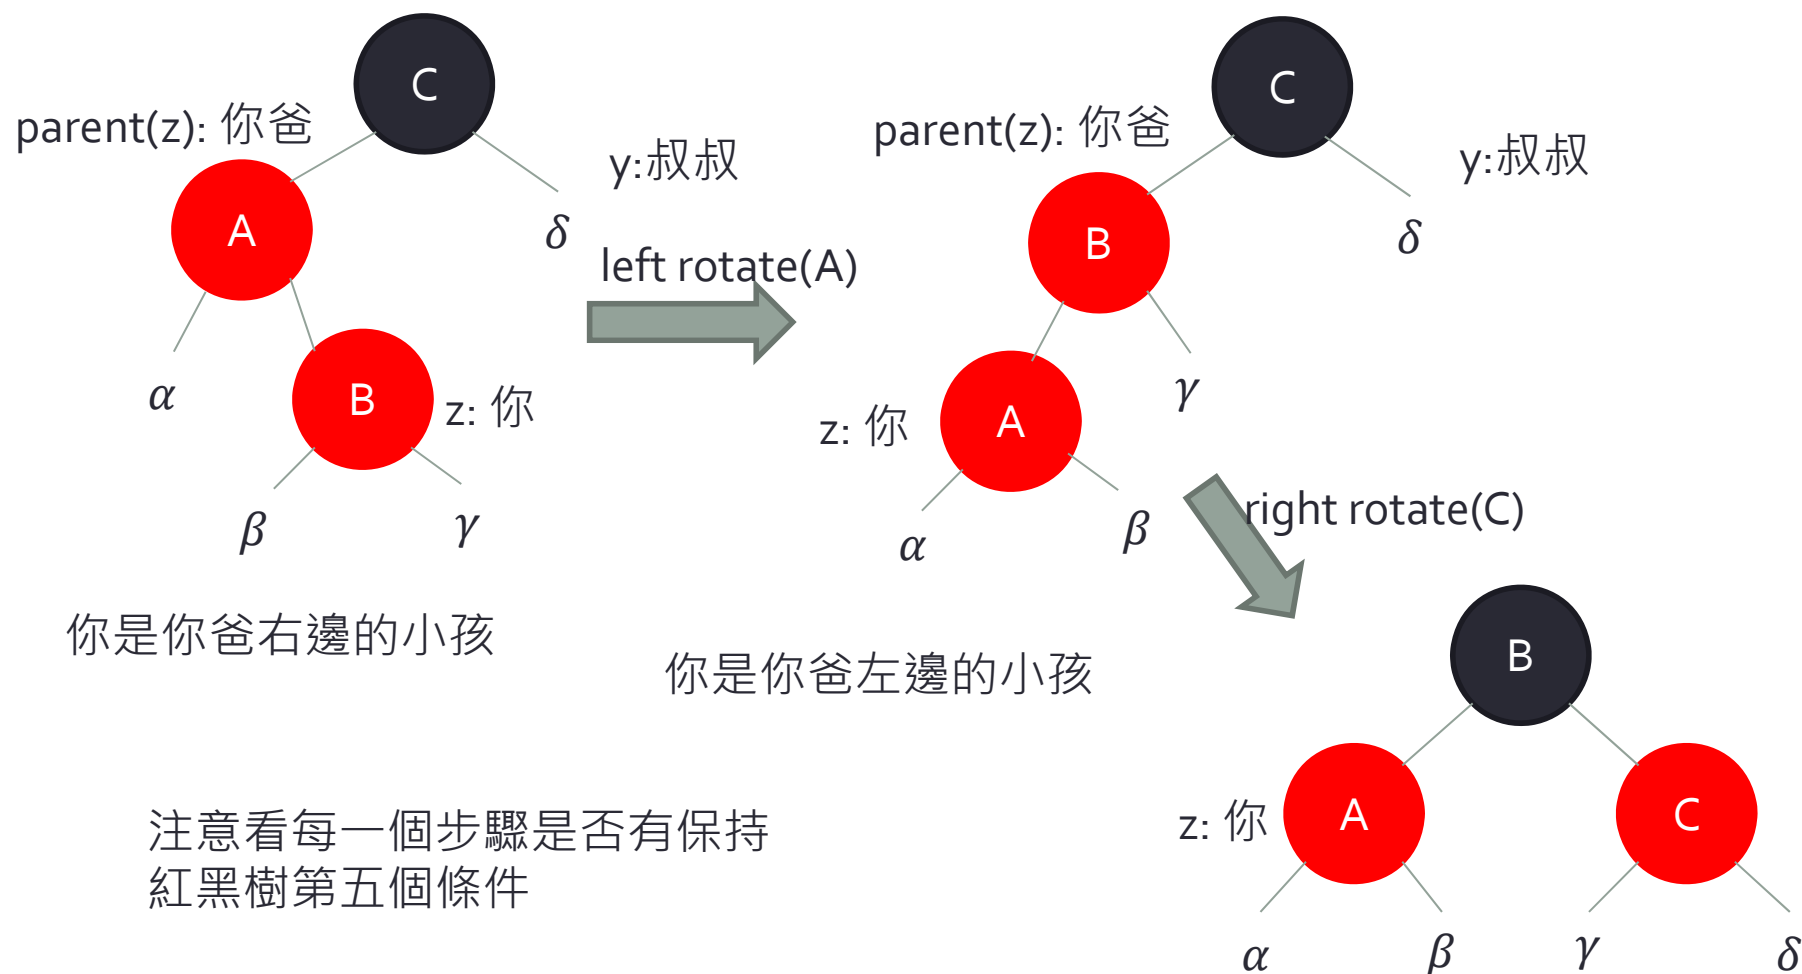 C
parent(z): 你爸
y:叔叔
A
δ
α
B
z: 你
β
γ
你是你爸右邊的小孩
left rotate(A)
C
parent(z): 你爸
y:叔叔
B
δ
γ
z: 你
A
α
β
你是你爸左邊的小孩
right rotate(C)
B
z: 你
A
C
α
β
γ
δ
注意看每一個步驟是否有保持
紅黑樹第五個條件